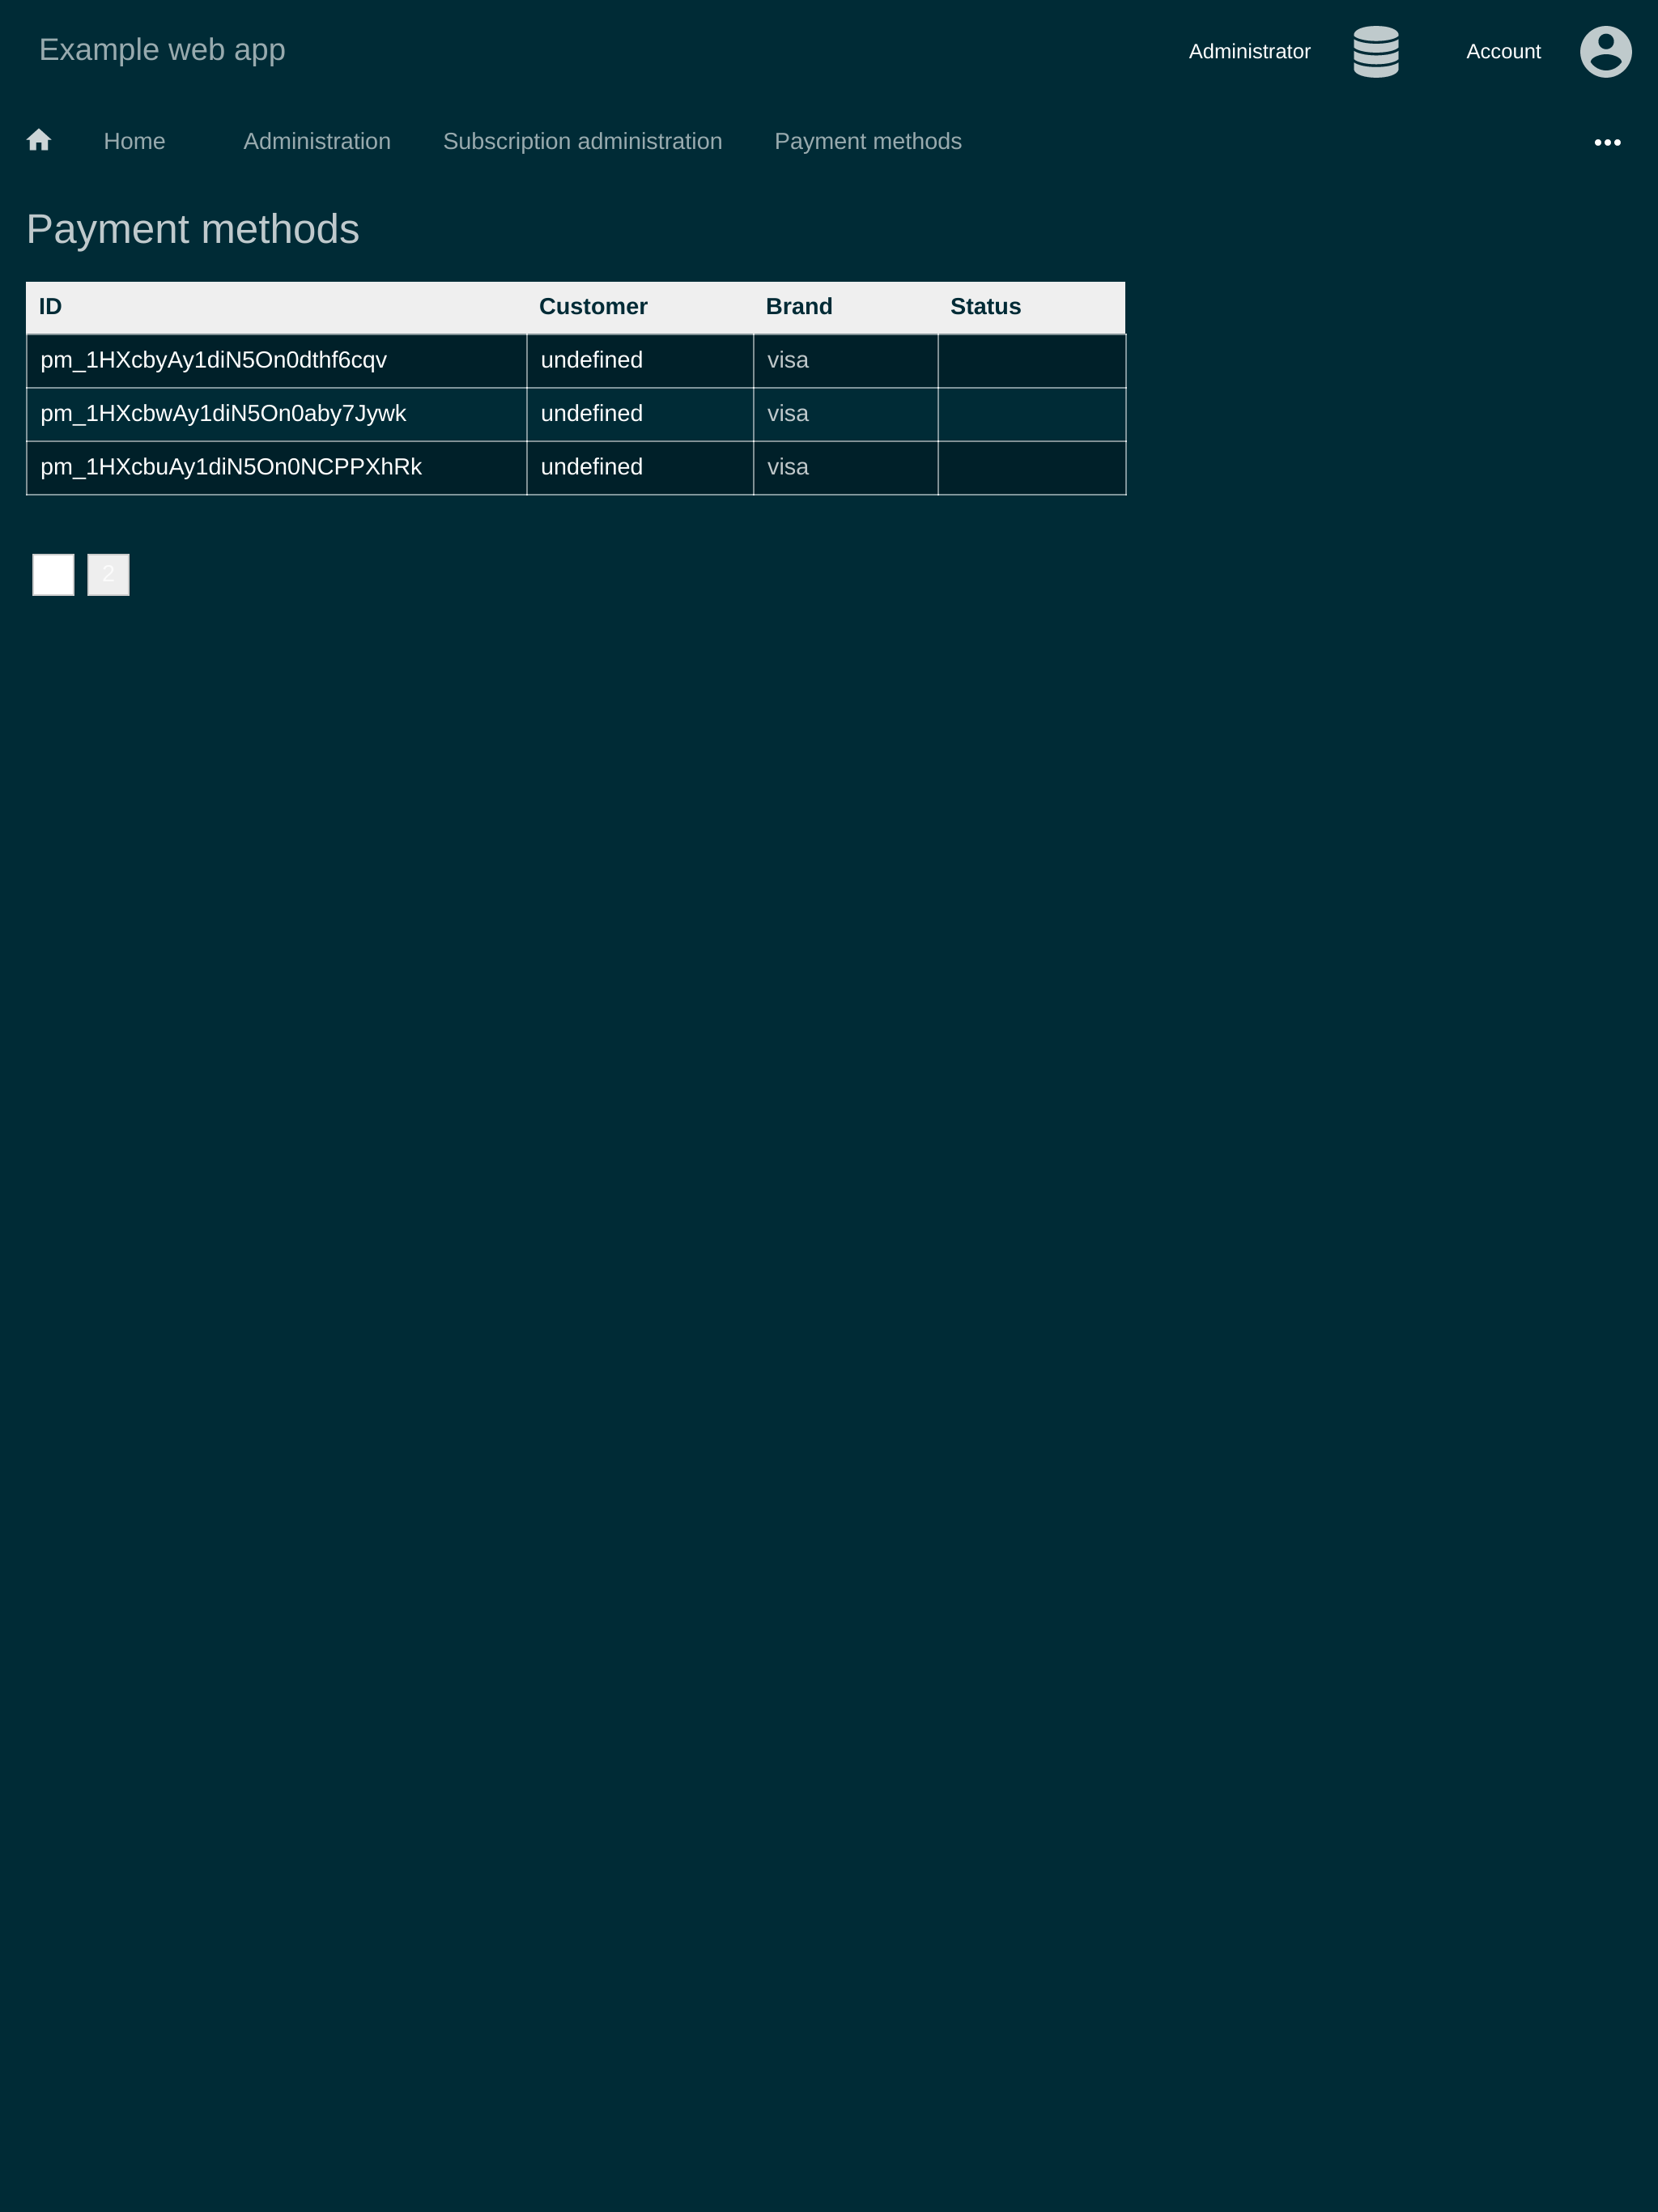 Example web app
Administrator
Account
Home
Administration
Subscription administration
Payment methods
Payment methods
ID Customer Brand Status
pm_1HXcbyAy1diN5On0dthf6cqv undefined visa
pm_1HXcbwAy1diN5On0aby7Jywk undefined visa
pm_1HXcbuAy1diN5On0NCPPXhRk undefined visa
2